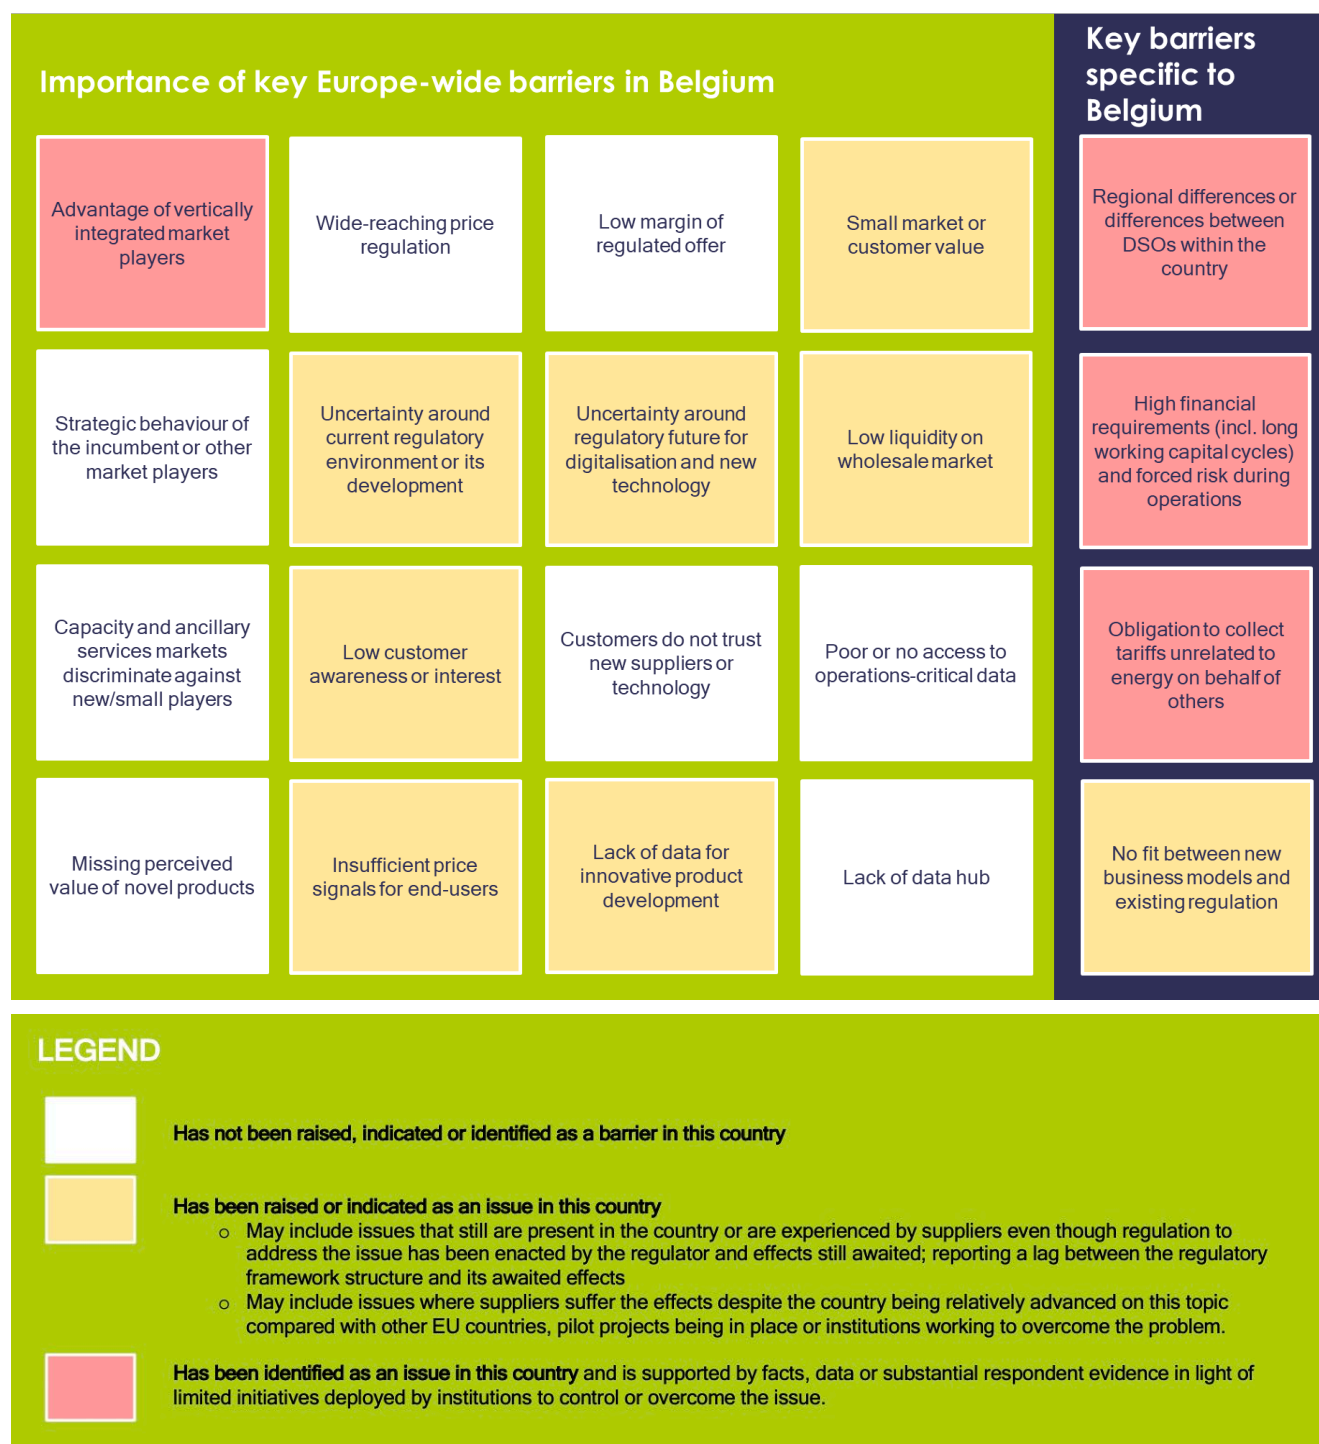 Importance of key Europe-wide barriers in Belgium
Key barriers
specific to
Belgium
Advantage of vertically
integrated market
players
Wide-reaching price
regulation
Low margin of
regulated offer
Small market or
customer value
Regional differences or
differences between
DSOs within the
country
Strategic behaviour of
the incumbent or other
market players
Uncertainty around
current regulatory
environment or its
development
Uncertainty around
regulatory future for
digitalisation and new
technology
Low liquidity on
wholesale market
High financial
requirements (incl. long
working capital cycles)
and forced risk during
operations
Capacity and ancillary
services markets
discriminate against
new/small players
Low customer
awareness or interest
Customers do not trust
new suppliers or
technology
Poor or no access to
operations-critical data
Obligation to collect
tariffs unrelated to
energy on behalf of
others
Missing perceived
value of novel products
Insufficient price
signals for end-users
Lack of data for
innovative product
development
Lack of data hub
No fit between new
business models and
existing regulation
LEGEND
Has not been raised, indicated or identified as a barrier in this country
Has been raised or indicated as an issue in this country
o May include issues that still are present in the country or are experienced by suppliers even though regulation to
address the issue has been enacted by the regulator and effects still awaited; reporting a lag between the regulatory
framework structure and its awaited effects
o May include issues where suppliers suffer the effects despite the country being relatively advanced on this topic
compared with other EU countries, pilot projects being in place or institutions working to overcome the problem.
Has been identified as an issue in this country and is supported by facts, data or substantial respondent evidence in light of
limited initiatives deployed by institutions to control or overcome the issue.